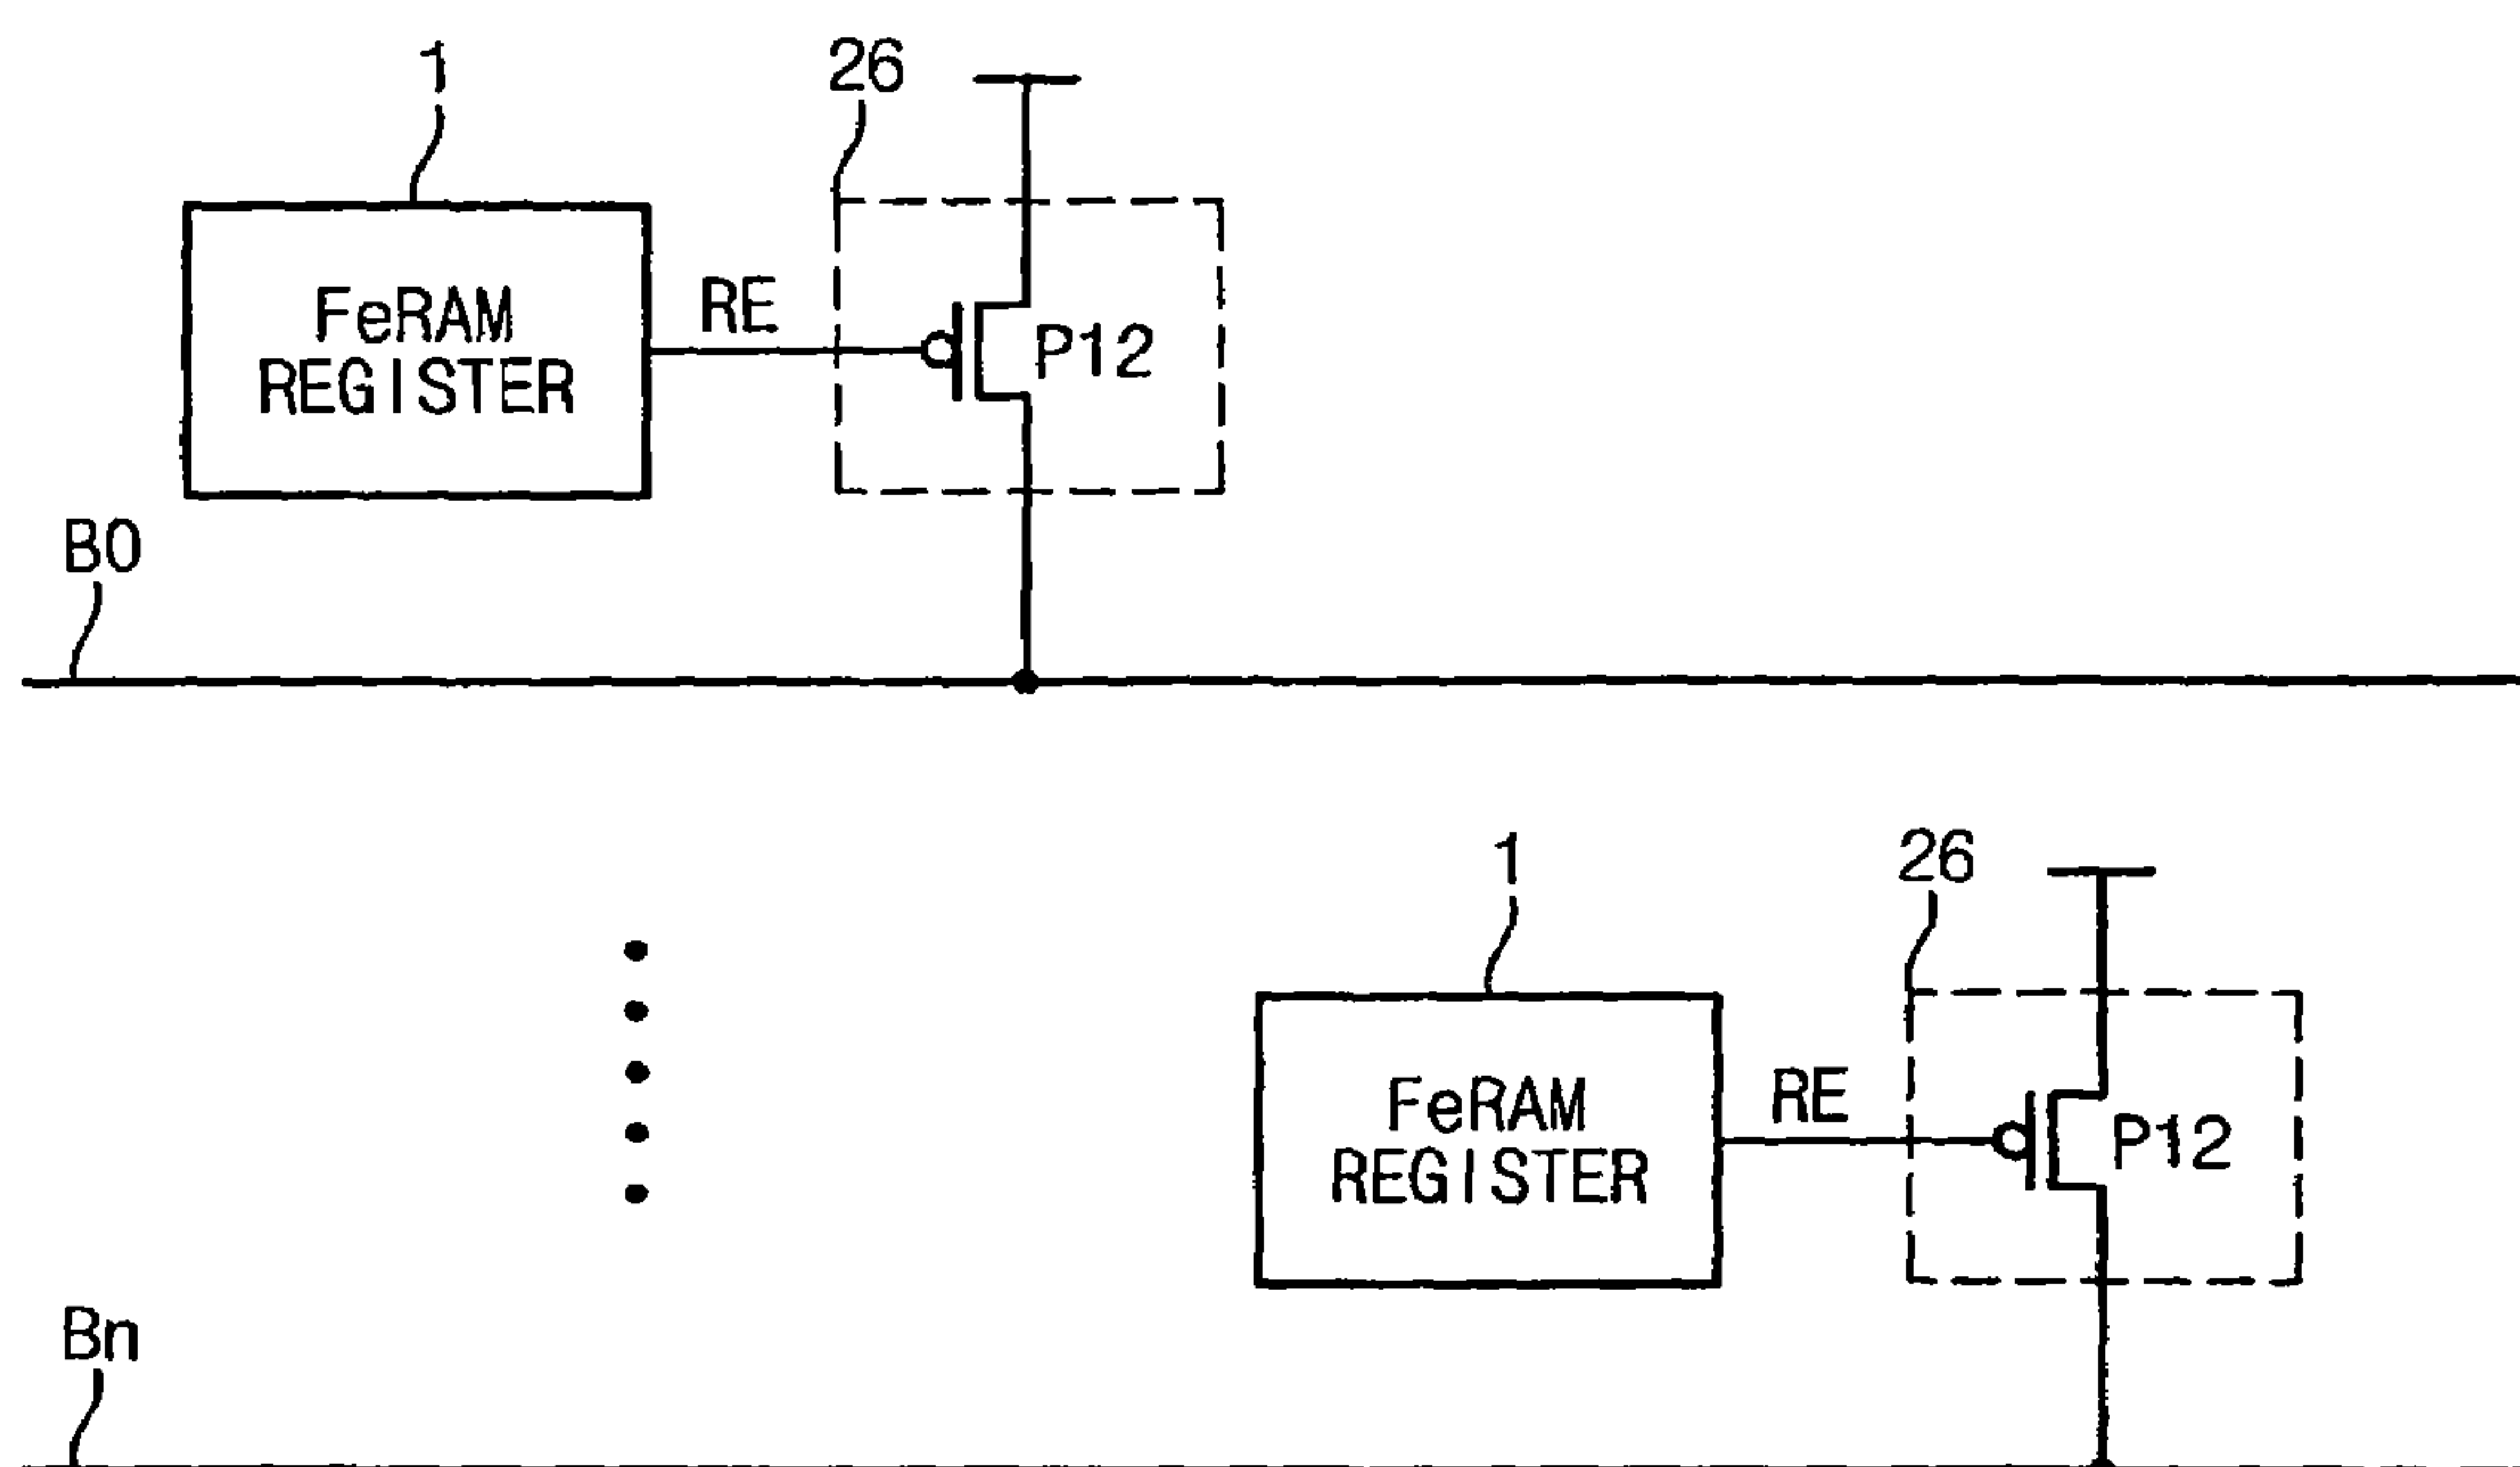 1
26
FeRAM
REGISTER
RE
P12
B0
1
26
FeRAM
REGISTER
RE
P12
Bn